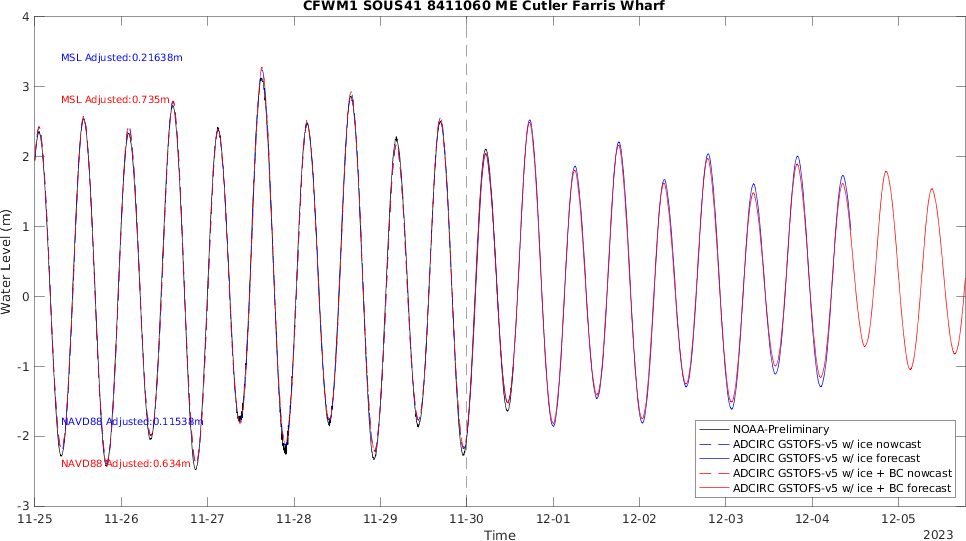 CFWM1 SOUS41 8411060 ME Cutler Farris Wharf
4
3
2
1
0
-1
-2
-3
Water Level (m)
MSL Adjusted:0.21638m
MSL Adjusted:0.735m
NAVD88 Adjusted:0.11538m
NAVD88 Adjusted:0.634m
NOAA-Preliminary
ADCIRC GSTOFS-v5 w/ ice nowcast
ADCIRC GSTOFS-v5 w/ ice forecast
ADCIRC GSTOFS-v5 w/ ice + BC nowcast
ADCIRC GSTOFS-v5 w/ ice + BC forecast
11-25 11-26 11-27 11-28 11-29 11-30 12-01 12-02 12-03 12-04 12-05
Time
2023